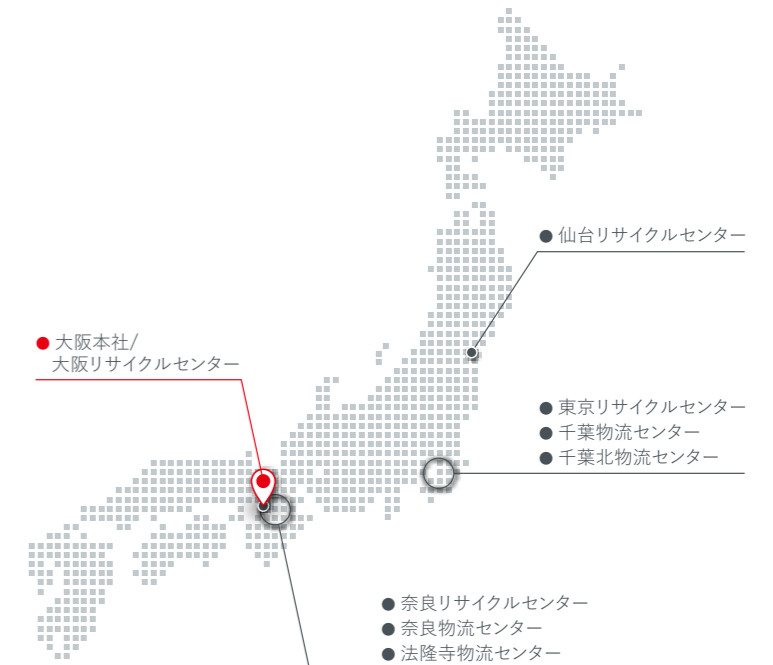 ● 仙台リサイクルセンター
● 大阪本社/
大阪リサイクルセンター
● 東京リサイクルセンター
● 千葉物流センター
● 千葉北物流センター
● 奈良リサイクルセンター
● 奈良物流センター
● 法隆寺物流センター